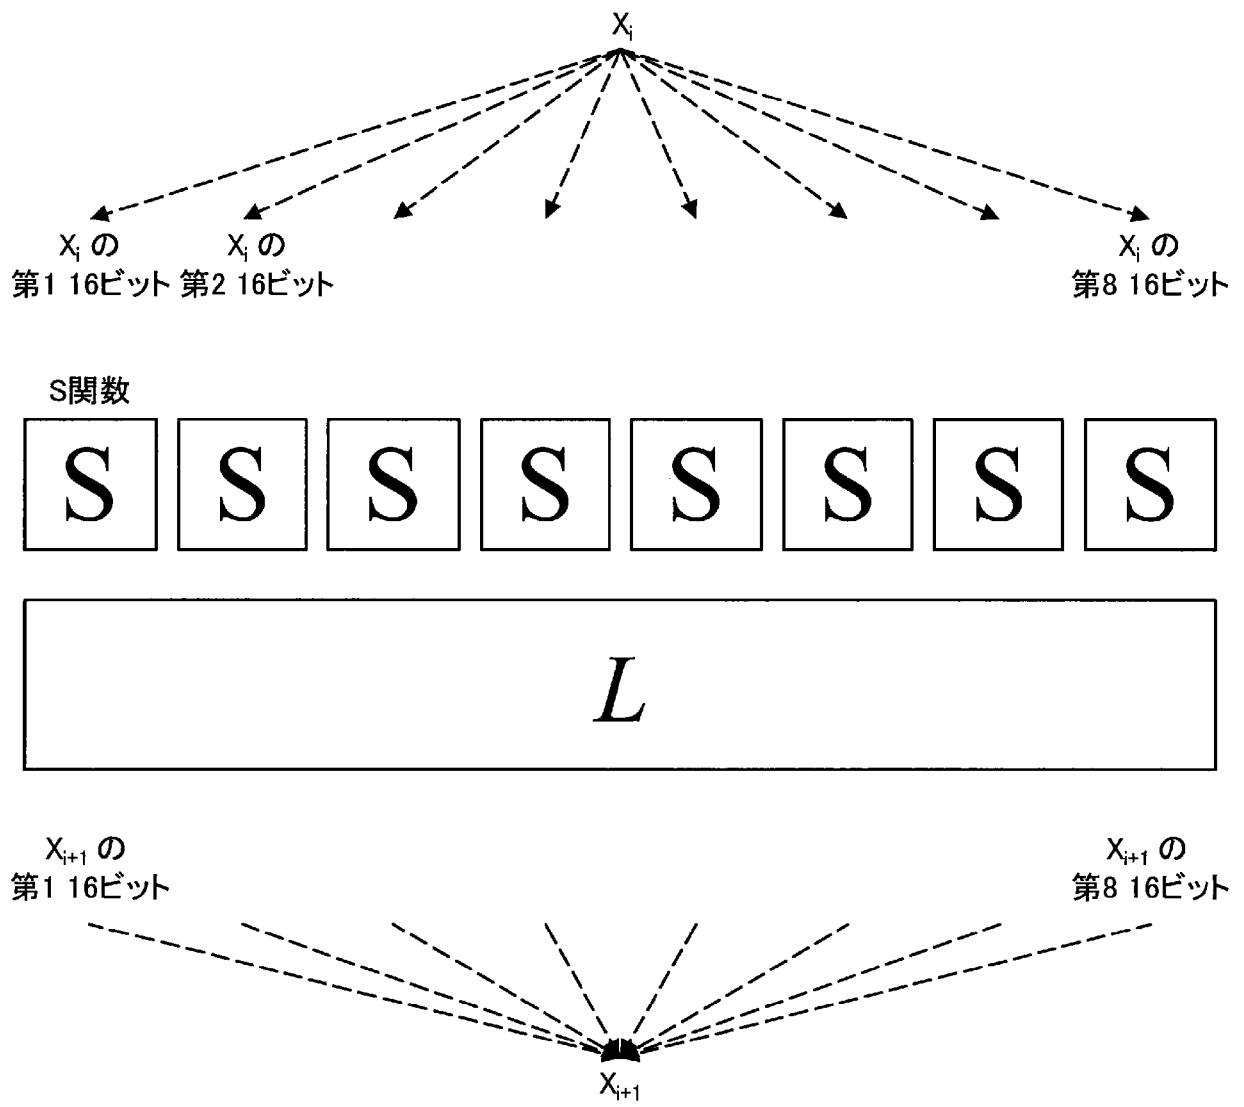 Xi
Xi の
第1 16ビット
Xi の
第2 16ビット
Xi の
第8 16ビット
S関数
S S S S S S S S
L
Xi+1 の
第1 16ビット
Xi+1 の
第8 16ビット
Xi+1